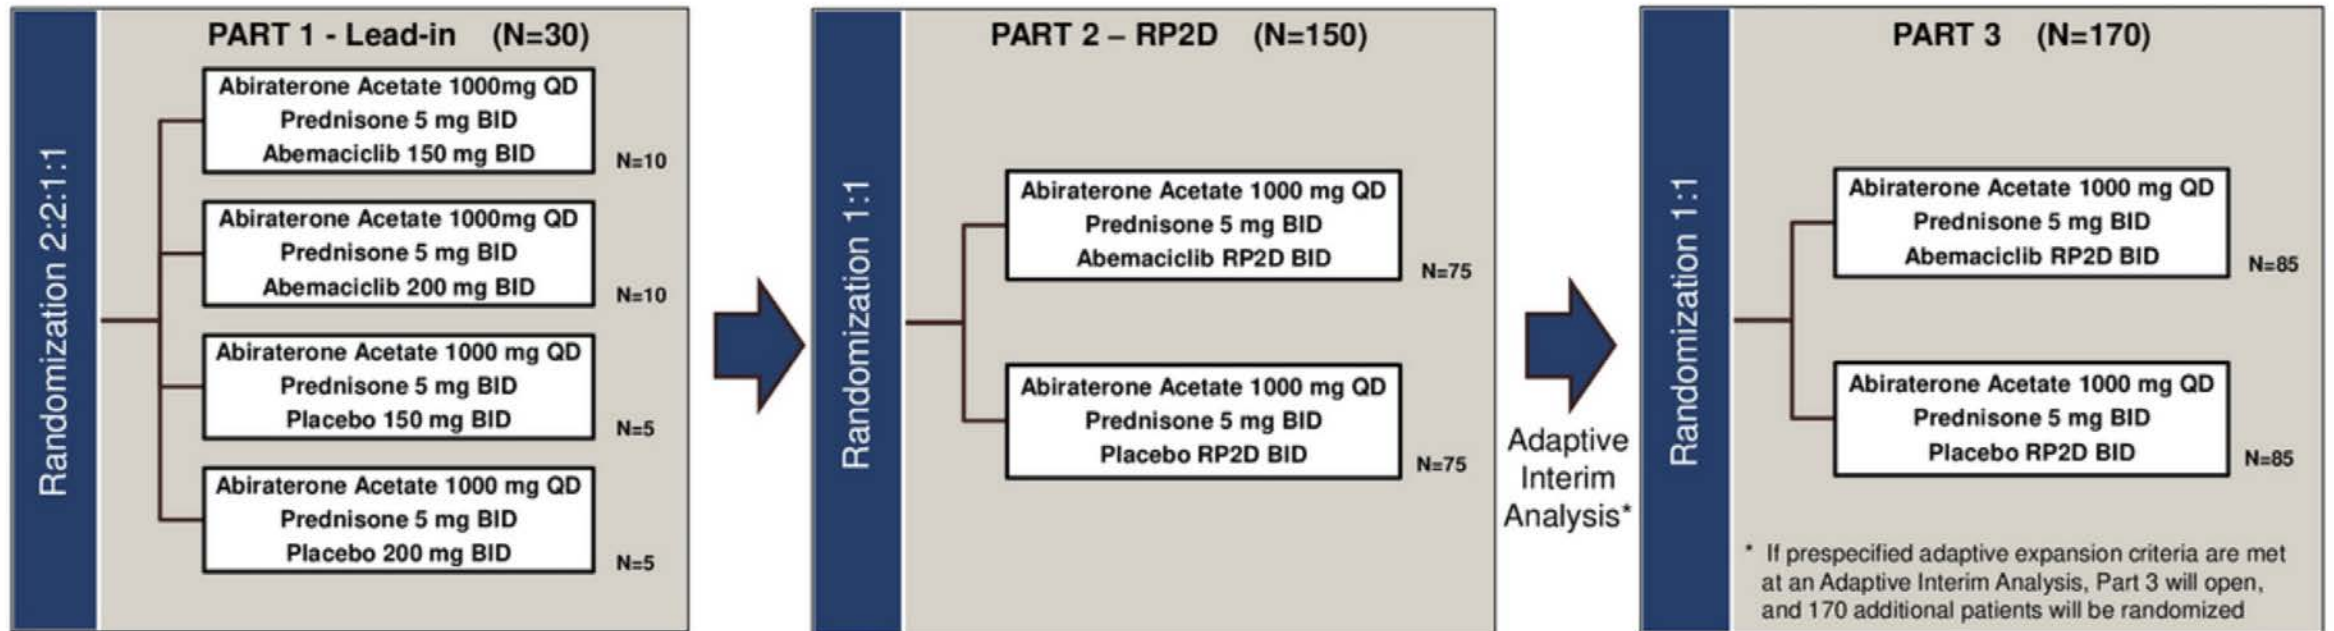 Randomization 2:2:1:1
PART 1 - Lead-in (N=30)
Abiraterone Acetate 1000mg QD
Prednisone 5 mg BID
Abemaciclib 150 mg BID
N=10
Abiraterone Acetate 1000mg QD
Prednisone 5 mg BID
Abemaciclib 200 mg BID
N=10
Abiraterone Acetate 1000 mg QD
Prednisone 5 mg BID
Placebo 150 mg BID
N=5
Abiraterone Acetate 1000 mg QD
Prednisone 5 mg BID
Placebo 200 mg BID
N=5
Randomization 1:1
PART 2 – RP2D (N=150)
Abiraterone Acetate 1000 mg QD
Prednisone 5 mg BID
Abemaciclib RP2D BID
N=75
Abiraterone Acetate 1000 mg QD
Prednisone 5 mg BID
Placebo RP2D BID
N=75
Adaptive
Interim
Analysis*
Randomization 1:1
PART 3 (N=170)
Abiraterone Acetate 1000 mg QD
Prednisone 5 mg BID
Abemaciclib RP2D BID
N=85
Abiraterone Acetate 1000 mg QD
Prednisone 5 mg BID
Placebo RP2D BID
N=85
* If prespecified adaptive expansion criteria are met
at an Adaptive Interim Analysis, Part 3 will open,
and 170 additional patients will be randomized